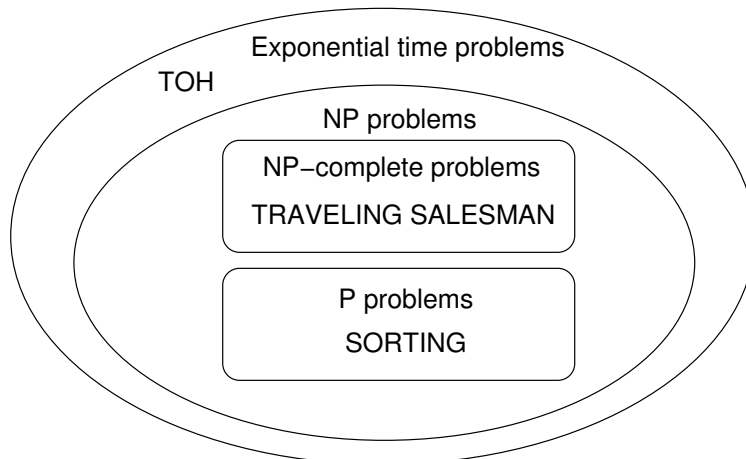 Exponential time problems
TOH
NP problems
NP−complete problems
TRAVELING SALESMAN
P problems
SORTING